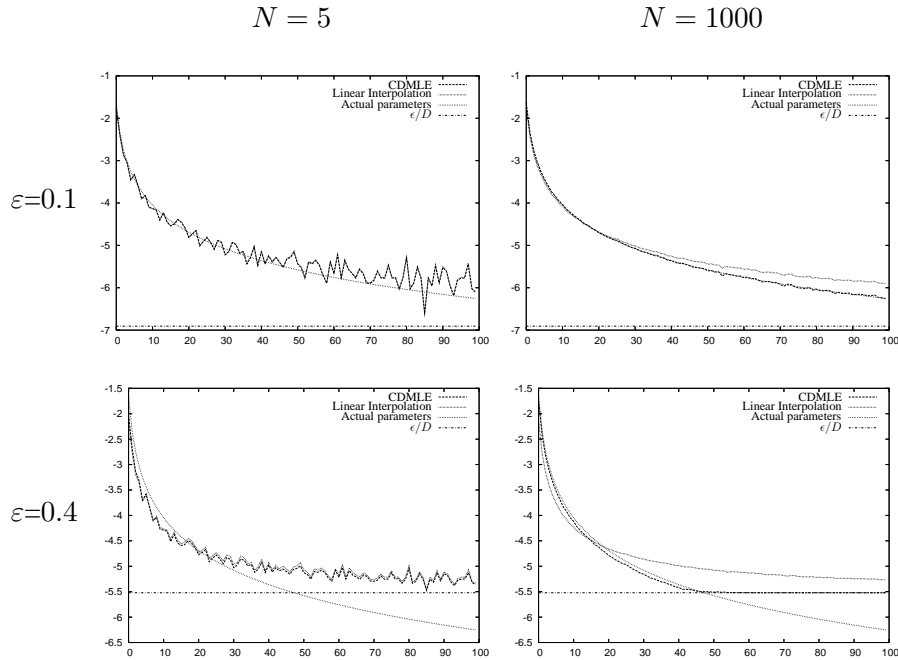 N = 5
N = 1000
ε=0.1
-1
-2
-3
-4
-5
-6
-7
0 10 20 30 40 50 60 70 80 90 100
CDMLE
Linear Interpolation
Actual parameters
ϵ/D
-1
-2
-3
-4
-5
-6
-7
0 10 20 30 40 50 60 70 80 90 100
CDMLE
Linear Interpolation
Actual parameters
ϵ/D
ε=0.4
-1.5
-2
-2.5
-3
-3.5
-4
-4.5
-5
-5.5
-6
-6.5
0 10 20 30 40 50 60 70 80 90 100
CDMLE
Linear Interpolation
Actual parameters
ϵ/D
-1.5
-2
-2.5
-3
-3.5
-4
-4.5
-5
-5.5
-6
-6.5
0 10 20 30 40 50 60 70 80 90 100
CDMLE
Linear Interpolation
Actual parameters
ϵ/D